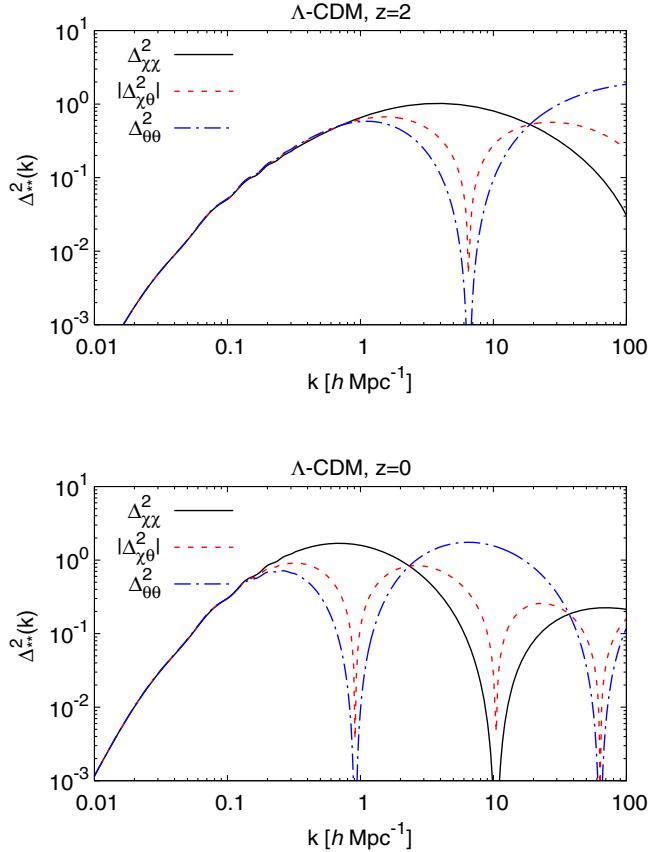 Λ-CDM, z=2
Δ²χχ
|Δ²χθ|
Δ²θθ
Δ²**(k)
10¹
10⁰
10⁻¹
10⁻²
10⁻³
0.01 0.1 1 10 100
k [h Mpc⁻¹]
Λ-CDM, z=0
Δ²χχ
|Δ²χθ|
Δ²θθ
Δ²**(k)
10¹
10⁰
10⁻¹
10⁻²
10⁻³
0.01 0.1 1 10 100
k [h Mpc⁻¹]